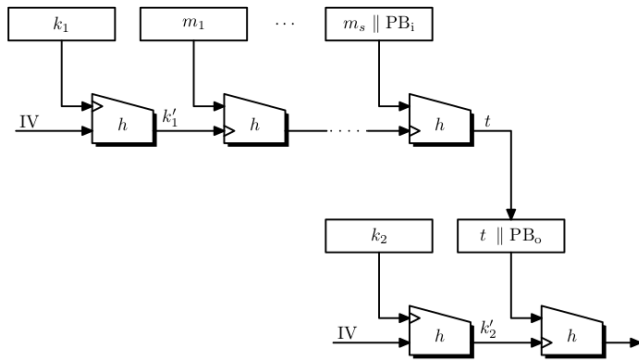 k₁ m₁ ··· mₛ ∥ PBᵢ
IV h k′₁ h ···· h t
k₂ t ∥ PBₒ
IV h k′₂ h